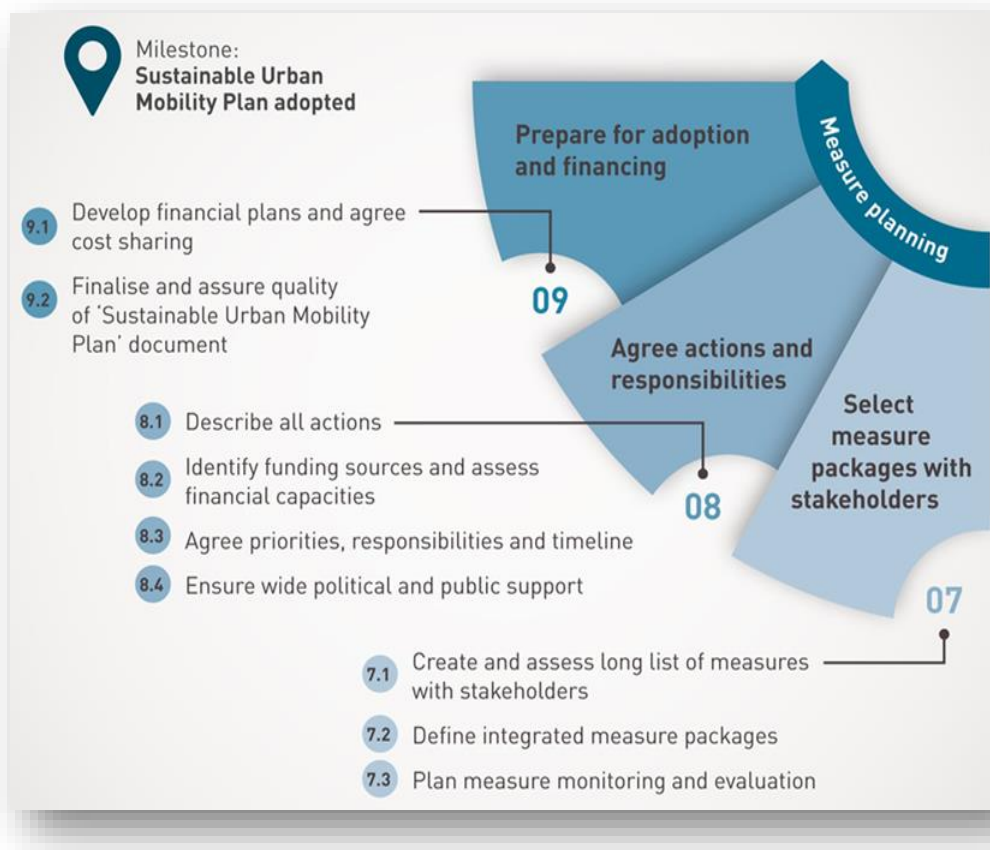 Milestone:
Sustainable Urban
Mobility Plan adopted
Prepare for adoption
and financing
Measure planning
9.1
Develop financial plans and agree
cost sharing
9.2
Finalise and assure quality
of ‘Sustainable Urban Mobility
Plan’ document
09
Agree actions and
responsibilities
8.1
Describe all actions
8.2
Identify funding sources and assess
financial capacities
8.3
Agree priorities, responsibilities and timeline
8.4
Ensure wide political and public support
08
Select
measure
packages with
stakeholders
07
7.1
Create and assess long list of measures
with stakeholders
7.2
Define integrated measure packages
7.3
Plan measure monitoring and evaluation